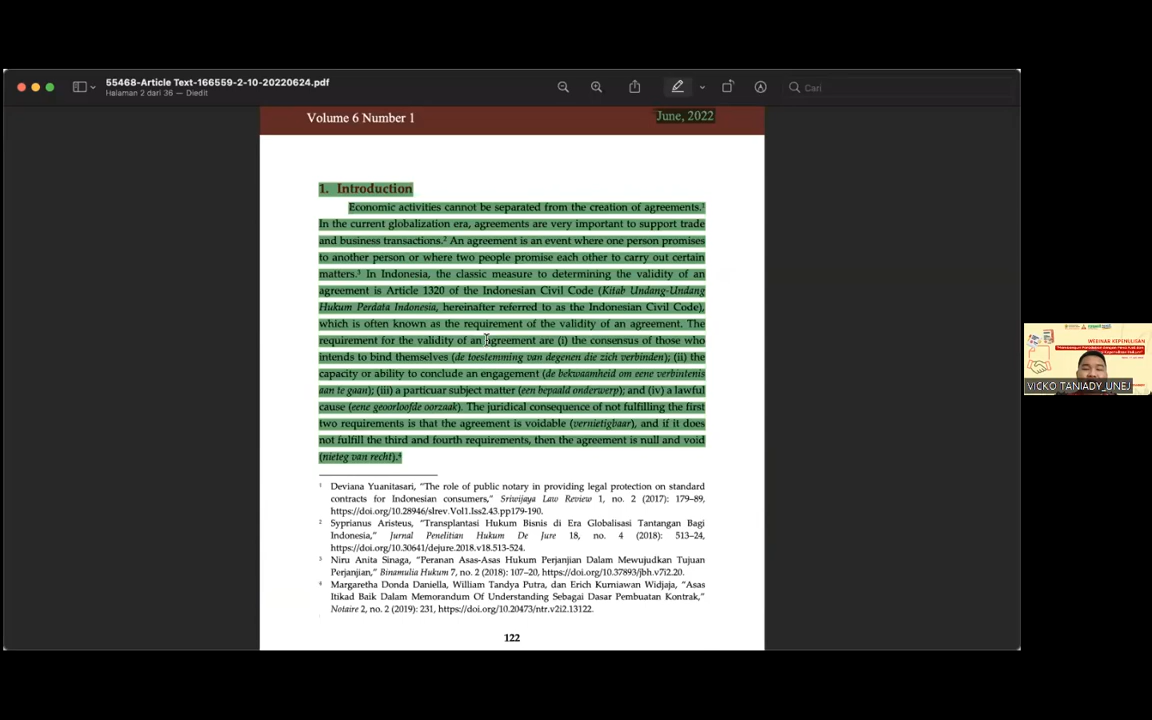 55468-Article Text-166559-2-10-20220624.pdf
Halaman 2 dari 36 — Diedit
Cari
Volume 6 Number 1
June, 2022
1. Introduction
Economic activities cannot be separated from the creation of agreements.¹
In the current globalization era, agreements are very important to support trade
and business transactions.² An agreement is an event where one person promises
to another person or where two people promise each other to carry out certain
matters.³ In Indonesia, the classic measure to determining the validity of an
agreement is Article 1320 of the Indonesian Civil Code (Kitab Undang-Undang
Hukum Perdata Indonesia, hereinafter referred to as the Indonesian Civil Code),
which is often known as the requirement of the validity of an agreement. The
requirement for the validity of an agreement are (i) the consensus of those who
intends to bind themselves (de toestemming van degenen die zich verbinden); (ii) the
capacity or ability to conclude an engagement (de bekwaamheid om eene verbintenis
aan te gaan); (iii) a particuar subject matter (een bepaald onderwerp); and (iv) a lawful
cause (eene geoorloofde oorzaak). The juridical consequence of not fulfilling the first
two requirements is that the agreement is voidable (vernietigbaar), and if it does
not fulfill the third and fourth requirements, then the agreement is null and void
(nieteg van recht).⁴
¹ Deviana Yuanitasari, “The role of public notary in providing legal protection on standard
contracts for Indonesian consumers,” Sriwijaya Law Review 1, no. 2 (2017): 179–89,
https://doi.org/10.28946/slrev.Vol1.Iss2.43.pp179-190.
² Syprianus Aristeus, “Transplantasi Hukum Bisnis di Era Globalisasi Tantangan Bagi
Indonesia,” Jurnal Penelitian Hukum De Jure 18, no. 4 (2018): 513–24,
https://doi.org/10.30641/dejure.2018.v18.513-524.
³ Niru Anita Sinaga, “Peranan Asas-Asas Hukum Perjanjian Dalam Mewujudkan Tujuan
Perjanjian,” Binamulia Hukum 7, no. 2 (2018): 107–20, https://doi.org/10.37893/jbh.v7i2.20.
⁴ Margaretha Donda Daniella, William Tandya Putra, dan Erich Kurniawan Widjaja, “Asas
Itikad Baik Dalam Memorandum Of Understanding Sebagai Dasar Pembuatan Kontrak,”
Notaire 2, no. 2 (2019): 231, https://doi.org/10.20473/ntr.v2i2.13122.
122
WEBINAR KEPENULISAN
VICKO TANIADY_UNEJ